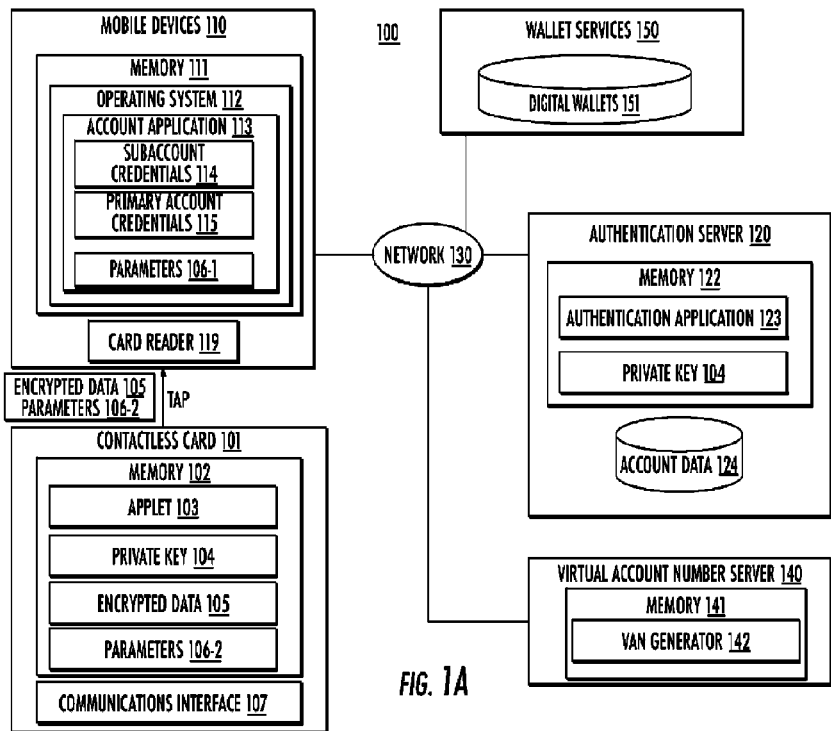 MOBILE DEVICES 110
MEMORY 111
OPERATING SYSTEM 112
ACCOUNT APPLICATION 113
SUBACCOUNT
CREDENTIALS 114
PRIMARY ACCOUNT
CREDENTIALS 115
PARAMETERS 106-1
CARD READER 119
ENCRYPTED DATA 105
PARAMETERS 106-2
TAP
CONTACTLESS CARD 101
MEMORY 102
APPLET 103
PRIVATE KEY 104
ENCRYPTED DATA 105
PARAMETERS 106-2
COMMUNICATIONS INTERFACE 107
100
WALLET SERVICES 150
DIGITAL WALLETS 151
NETWORK 130
AUTHENTICATION SERVER 120
MEMORY 122
AUTHENTICATION APPLICATION 123
PRIVATE KEY 104
ACCOUNT DATA 124
VIRTUAL ACCOUNT NUMBER SERVER 140
MEMORY 141
VAN GENERATOR 142
FIG. 1A